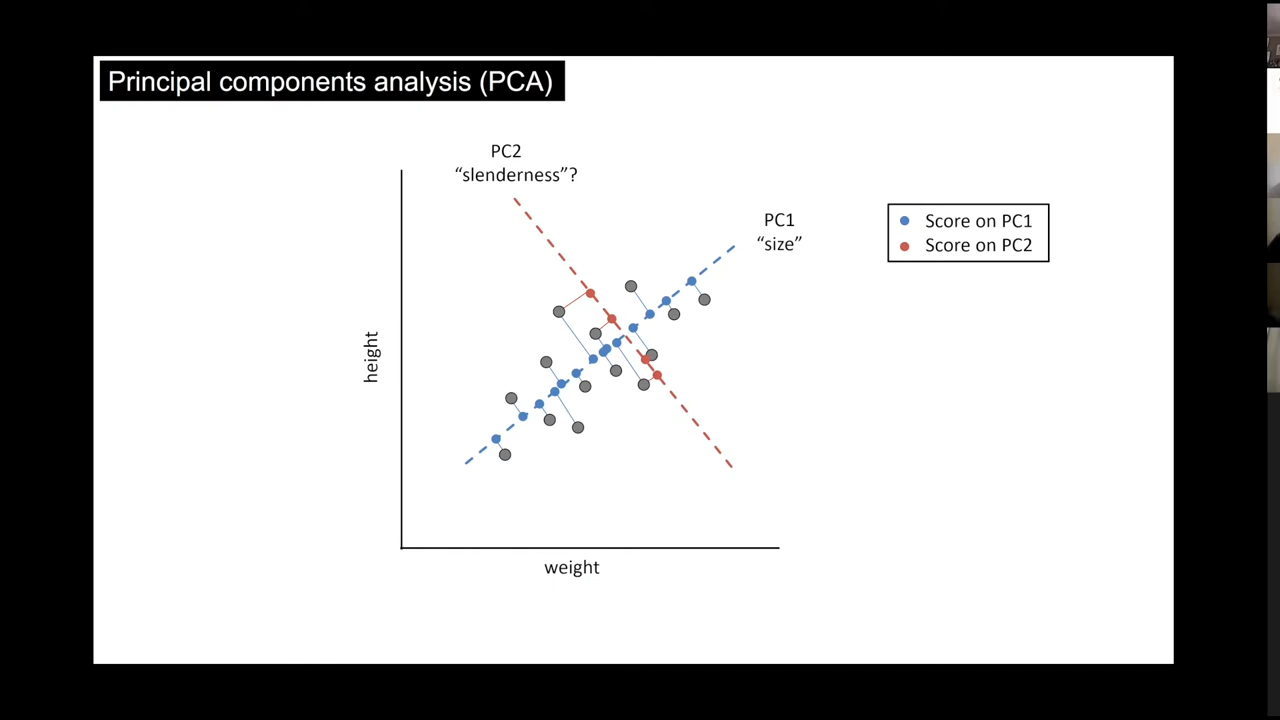 Principal components analysis (PCA)
PC2
“slenderness”?
PC1
“size”
Score on PC1
Score on PC2
height
weight